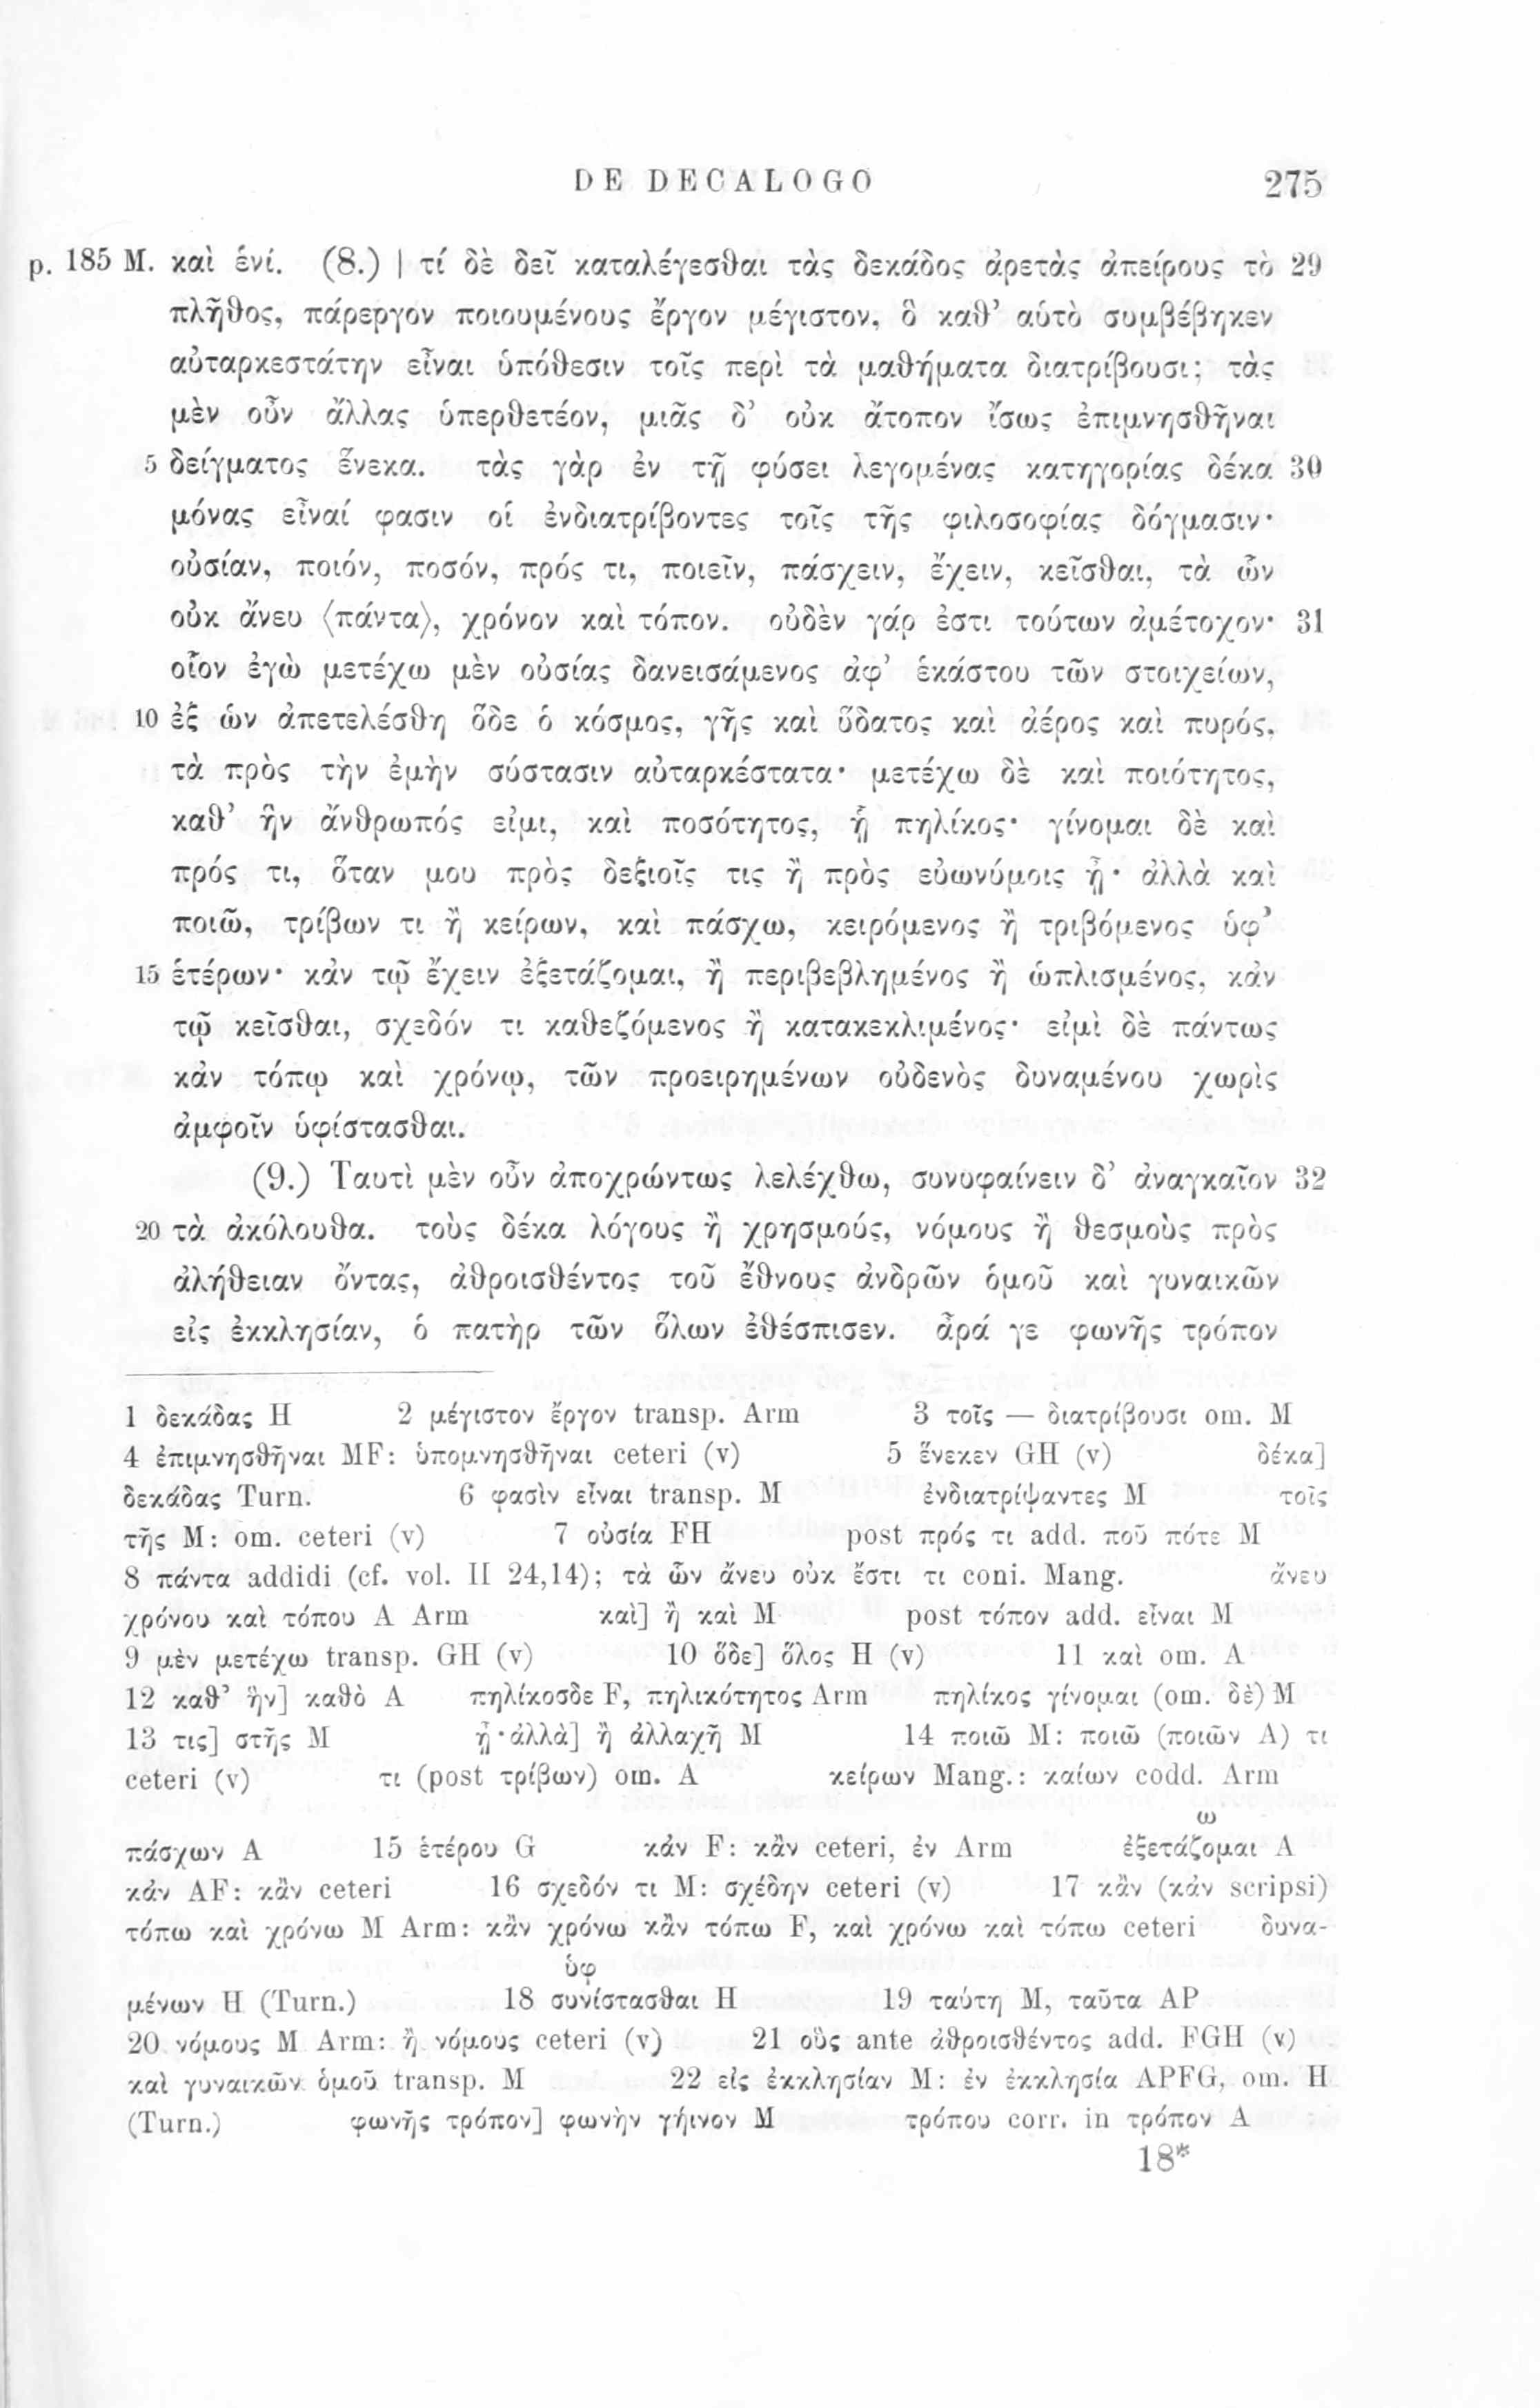 DE DECALOGO 275
p. 185 M. καὶ ἑνί. (8.) | τί δὲ δεῖ καταλέγεσθαι τὰς δεκάδος ἀρετὰς ἀπείρους τὸ 29
πλῆθος, πάρεργον ποιουμένους ἔργον μέγιστον, ὃ καθ’ αὑτὸ συμβέβηκεν
αὐταρκεστάτην εἶναι ὑπόθεσιν τοῖς περὶ τὰ μαθήματα διατρίβουσι; τὰς
μὲν οὖν ἄλλας ὑπερθετέον, μιᾶς δ’ οὐκ ἄτοπον ἴσως ἐπιμνησθῆναι
5 δείγματος ἕνεκα. τὰς γὰρ ἐν τῇ φύσει λεγομένας κατηγορίας δέκα 30
μόνας εἶναί φασιν οἱ ἐνδιατρίβοντες τοῖς τῆς φιλοσοφίας δόγμασιν·
οὐσίαν, ποιόν, ποσόν, πρός τι, ποιεῖν, πάσχειν, ἔχειν, κεῖσθαι, τὰ ὧν
οὐκ ἄνευ ⟨πάντα⟩, χρόνον καὶ τόπον. οὐδὲν γάρ ἐστι τούτων ἀμέτοχον· 31
οἷον ἐγὼ μετέχω μὲν οὐσίας δανεισάμενος ἀφ’ ἑκάστου τῶν στοιχείων,
10 ἐξ ὧν ἀπετελέσθη ὅδε ὁ κόσμος, γῆς καὶ ὕδατος καὶ ἀέρος καὶ πυρός,
τὰ πρὸς τὴν ἐμὴν σύστασιν αὐταρκέστατα· μετέχω δὲ καὶ ποιότητος,
καθ’ ἣν ἄνθρωπός εἰμι, καὶ ποσότητος, ᾗ πηλίκος· γίνομαι δὲ καὶ
πρός τι, ὅταν μου πρὸς δεξιοῖς τις ἢ πρὸς εὐωνύμοις ᾖ· ἀλλὰ καὶ
ποιῶ, τρίβων τι ἢ κείρων, καὶ πάσχω, κειρόμενος ἢ τριβόμενος ὑφ’
15 ἑτέρων· κἀν τῷ ἔχειν ἐξετάζομαι, ἢ περιβεβλημένος ἢ ὡπλισμένος, κἀν
τῷ κεῖσθαι, σχεδόν τι καθεζόμενος ἢ κατακεκλιμένος· εἰμὶ δὲ πάντως
κἀν τόπῳ καὶ χρόνῳ, τῶν προειρημένων οὐδενὸς δυναμένου χωρὶς
ἀμφοῖν ὑφίστασθαι.
(9.) Ταυτὶ μὲν οὖν ἀποχρώντως λελέχθω, συνυφαίνειν δ’ ἀναγκαῖον 32
20 τὰ ἀκόλουθα. τοὺς δέκα λόγους ἢ χρησμούς, νόμους ἢ θεσμοὺς πρὸς
ἀλήθειαν ὄντας, ἀθροισθέντος τοῦ ἔθνους ἀνδρῶν ὁμοῦ καὶ γυναικῶν
εἰς ἐκκλησίαν, ὁ πατὴρ τῶν ὅλων ἐθέσπισεν. ἆρά γε φωνῆς τρόπον
1 δεκάδας H 2 μέγιστον ἔργον transp. Arm 3 τοῖς — διατρίβουσι om. M
4 ἐπιμνησθῆναι MF: ὑπομνησθῆναι ceteri (v) 5 ἕνεκεν GH (v) δέκα]
δεκάδας Turn. 6 φασὶν εἶναι transp. M ἐνδιατρίψαντες M τοῖς
τῆς M: om. ceteri (v) 7 οὐσία FH post πρός τι add. ποῦ πότε M
8 πάντα addidi (cf. vol. II 24,14); τὰ ὧν ἄνευ οὐκ ἔστι τι coni. Mang. ἄνευ
χρόνου καὶ τόπου A Arm καὶ] ἢ καὶ M post τόπον add. εἶναι M
9 μὲν μετέχω transp. GH (v) 10 ὅδε] ὅλος H (v) 11 καὶ om. A
12 καθ’ ἣν] καθὸ A πηλίκοσδε F, πηλικότητος Arm πηλίκος γίνομαι (om. δὲ) M
13 τις] στῆς M ᾖ· ἀλλὰ] ἢ ἀλλαχῆ M 14 ποιῶ M: ποιῶ (ποιῶν A) τι
ceteri (v) τι (post τρίβων) om. A κείρων Mang.: καίων codd. Arm
ω
πάσχων A 15 ἑτέρου G κἀν F: κἂν ceteri, ἐν Arm ἐξετάζομαι A
κἀν AF: κἂν ceteri 16 σχεδόν τι M: σχέδην ceteri (v) 17 κἂν (κἀν scripsi)
τόπω καὶ χρόνω M Arm: κἂν χρόνω κἂν τόπω F, καὶ χρόνω καὶ τόπω ceteri δυνα-
ὑφ
μένων H (Turn.) 18 συνίστασθαι H 19 ταύτη M, ταῦτα AP
20 νόμους M Arm: ἢ νόμους ceteri (v) 21 οὓς ante ἀθροισθέντος add. FGH (v)
καὶ γυναικῶν ὁμοῦ transp. M 22 εἰς ἐκκλησίαν M: ἐν ἐκκλησία APFG, om. H
(Turn.) φωνῆς τρόπον] φωνὴν γήινον M τρόπου corr. in τρόπον A
18*